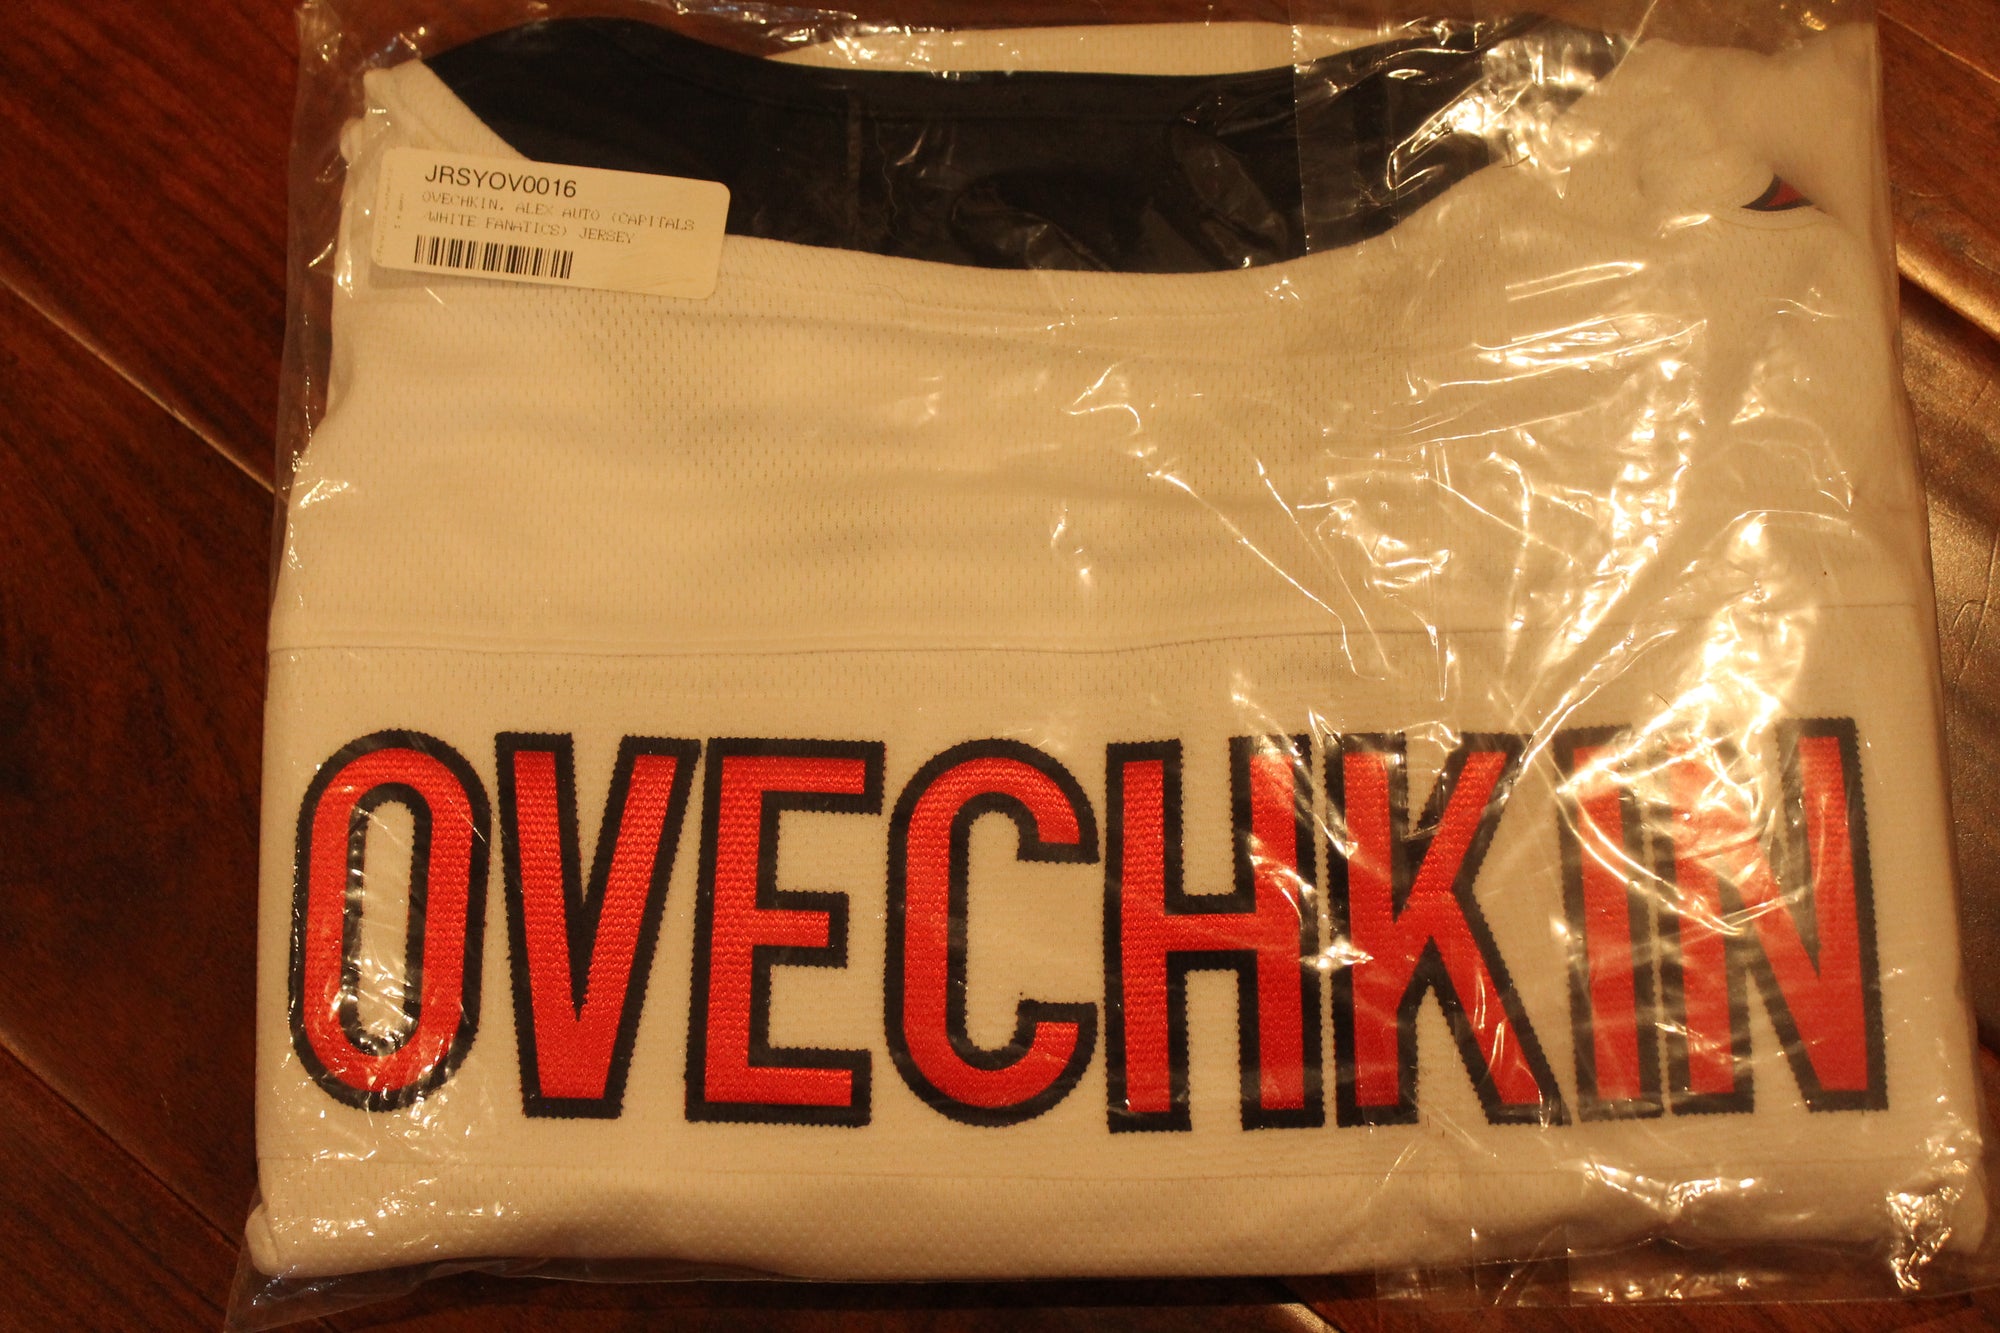 JRSYOV0016
OVECHKIN, ALEX AUTO (CAPITALS
/WHITE FANATICS) JERSEY
OVECHKIN